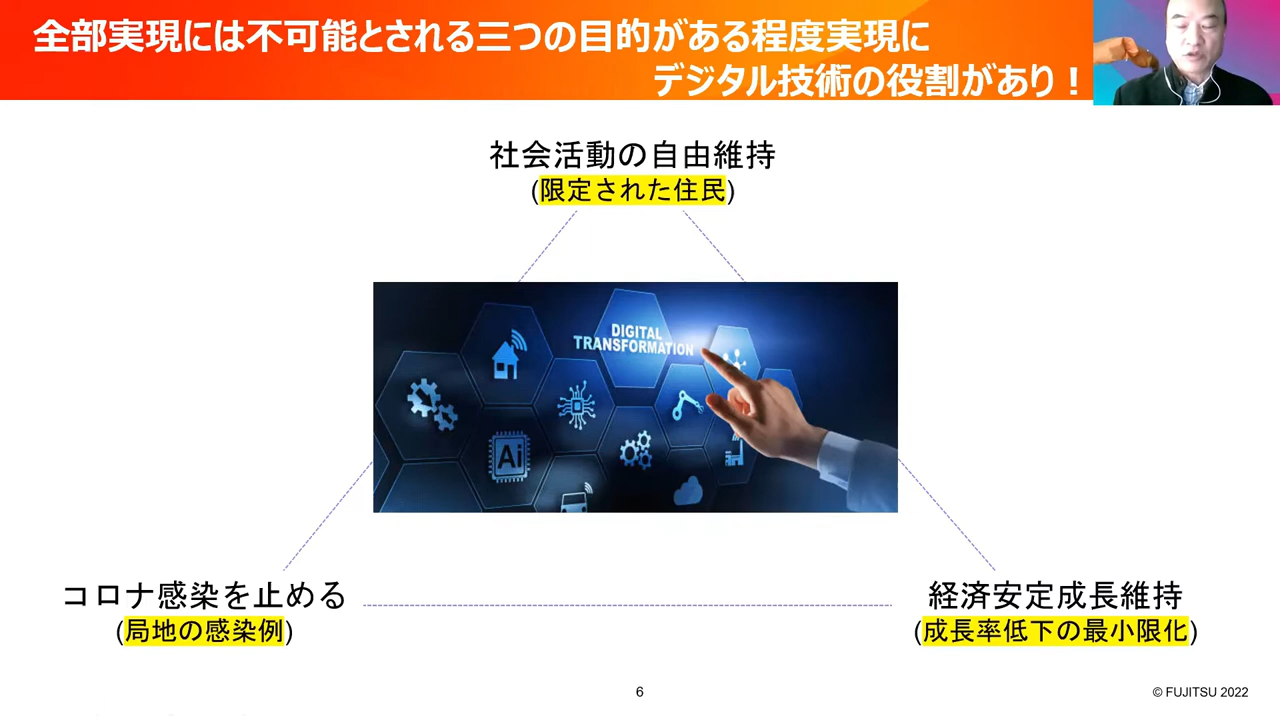 全部実現には不可能とされる三つの目的がある程度実現に
デジタル技術の役割があり！
社会活動の自由維持
(限定された住民)
DIGITAL
TRANSFORMATION
Ai
コロナ感染を止める
(局地の感染例)
経済安定成長維持
(成長率低下の最小限化)
6
© FUJITSU 2022